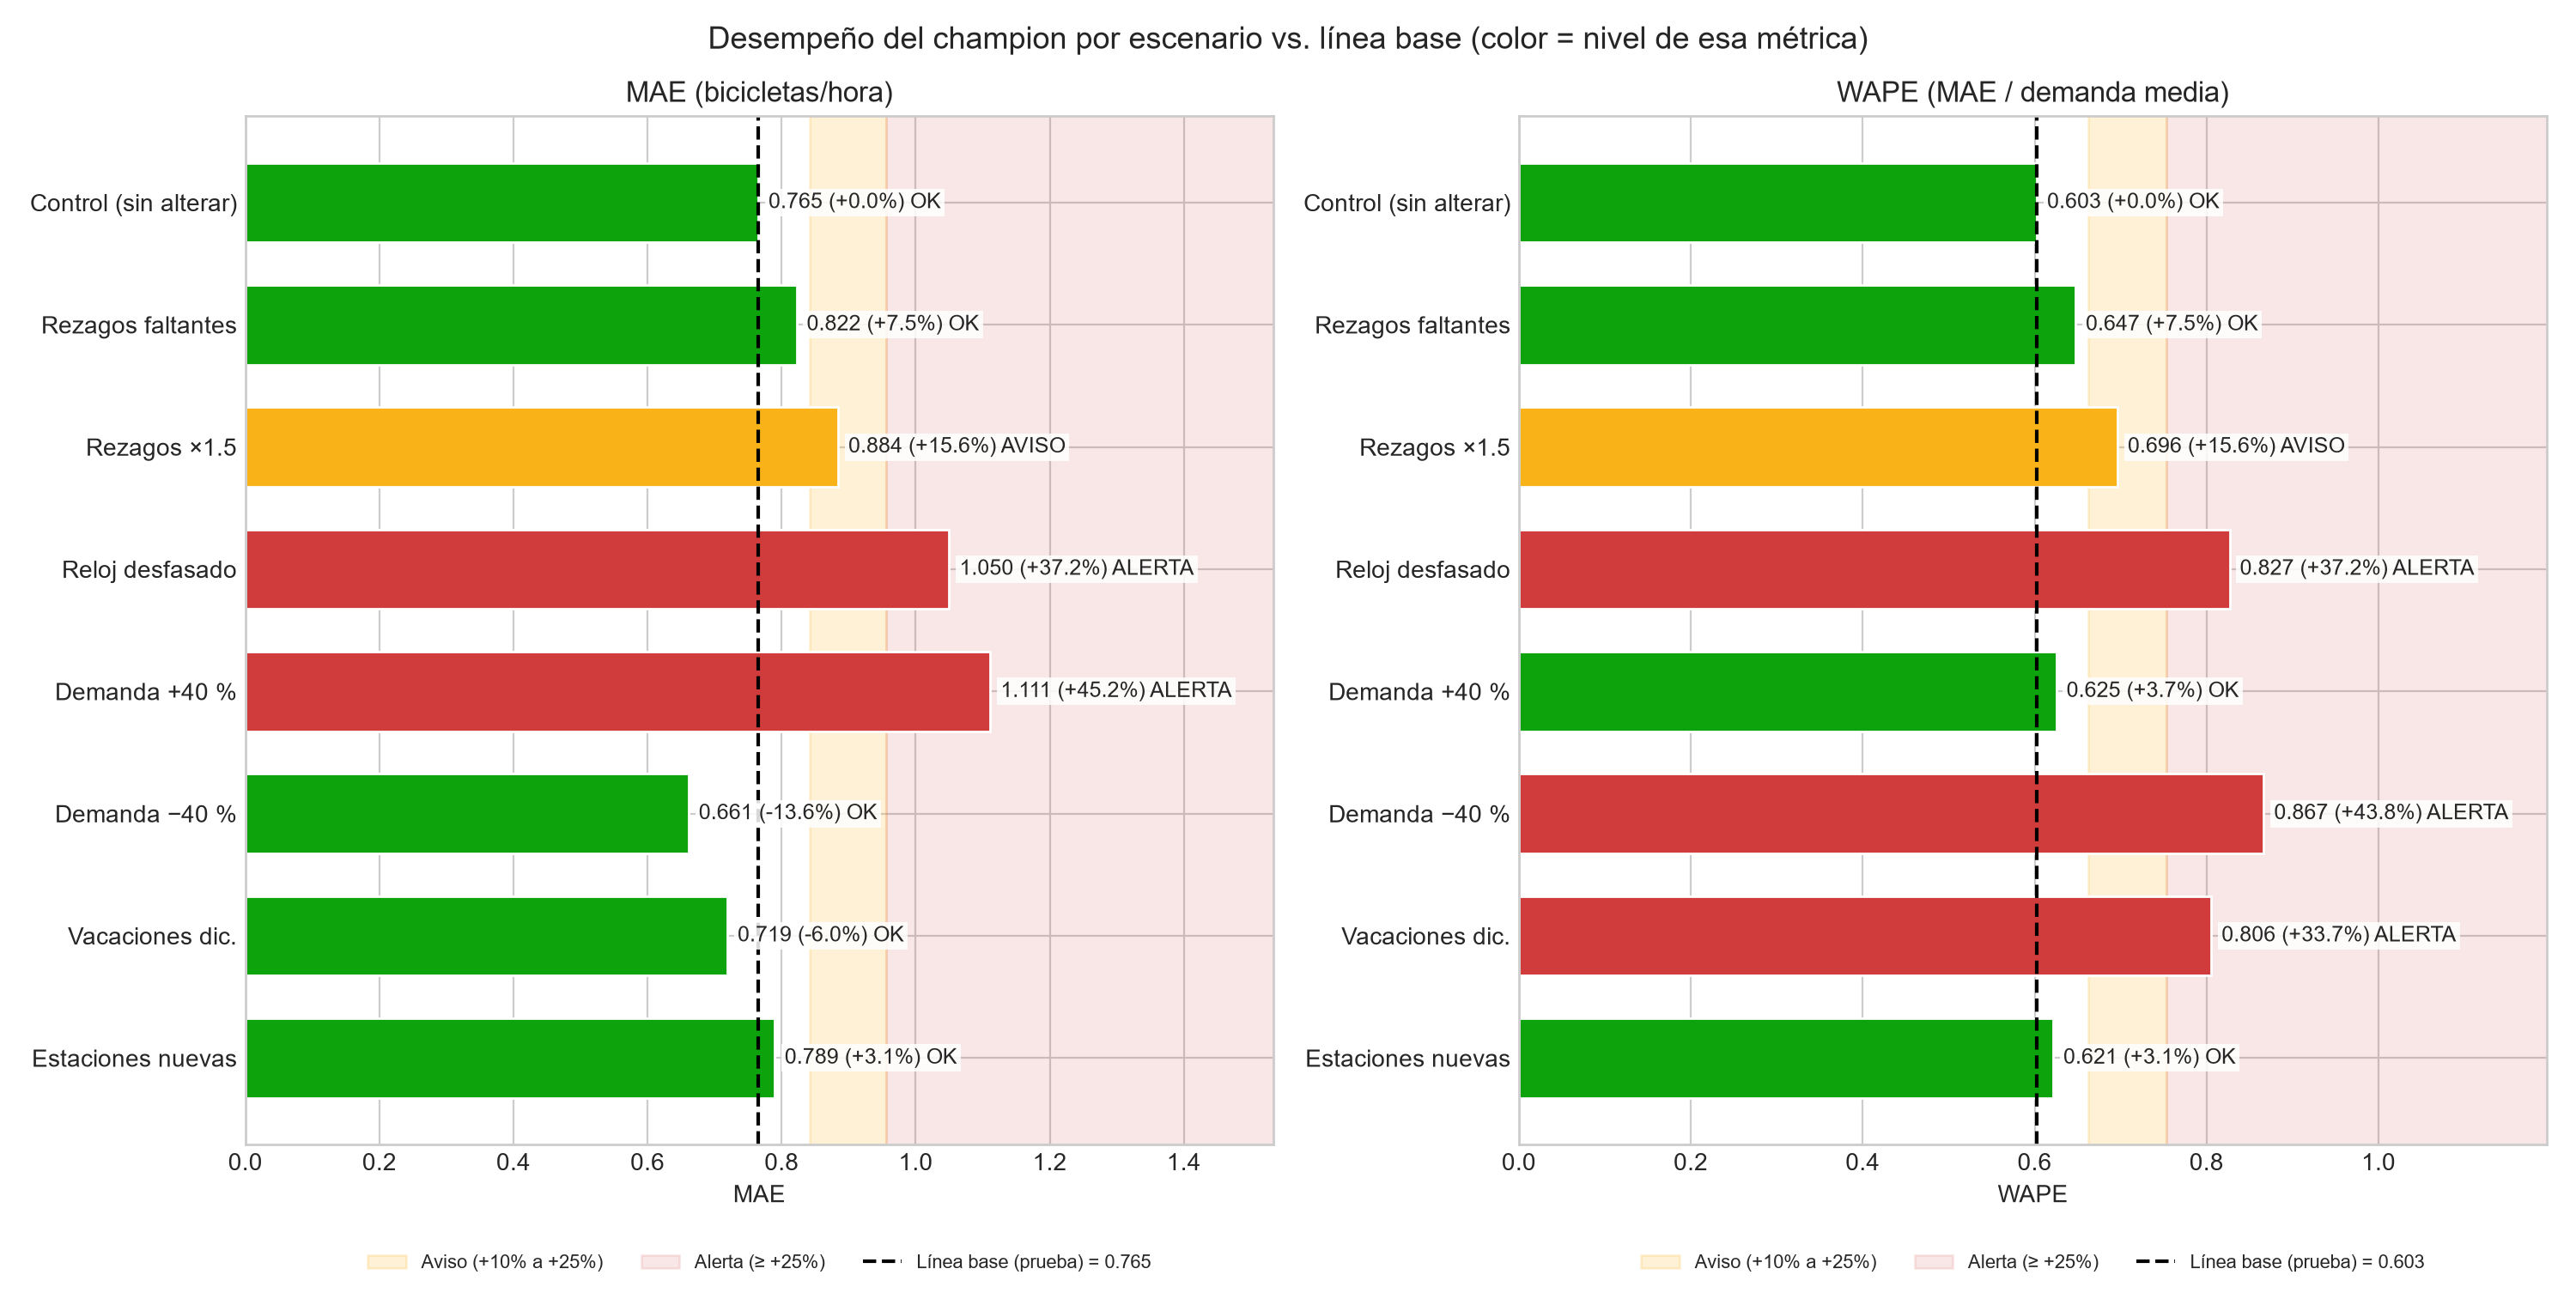 Desempeño del champion por escenario vs. línea base (color = nivel de esa métrica)
MAE (bicicletas/hora)
Control (sin alterar)
0.765 (+0.0%) OK
Rezagos faltantes
0.822 (+7.5%) OK
Rezagos ×1.5
0.884 (+15.6%) AVISO
Reloj desfasado
1.050 (+37.2%) ALERTA
Demanda +40 %
1.111 (+45.2%) ALERTA
Demanda −40 %
0.661 (-13.6%) OK
Vacaciones dic.
0.719 (-6.0%) OK
Estaciones nuevas
0.789 (+3.1%) OK
0.0 0.2 0.4 0.6 0.8 1.0 1.2 1.4
MAE
Aviso (+10% a +25%) Alerta (≥ +25%) Línea base (prueba) = 0.765
WAPE (MAE / demanda media)
Control (sin alterar)
0.603 (+0.0%) OK
Rezagos faltantes
0.647 (+7.5%) OK
Rezagos ×1.5
0.696 (+15.6%) AVISO
Reloj desfasado
0.827 (+37.2%) ALERTA
Demanda +40 %
0.625 (+3.7%) OK
Demanda −40 %
0.867 (+43.8%) ALERTA
Vacaciones dic.
0.806 (+33.7%) ALERTA
Estaciones nuevas
0.621 (+3.1%) OK
0.0 0.2 0.4 0.6 0.8 1.0
WAPE
Aviso (+10% a +25%) Alerta (≥ +25%) Línea base (prueba) = 0.603